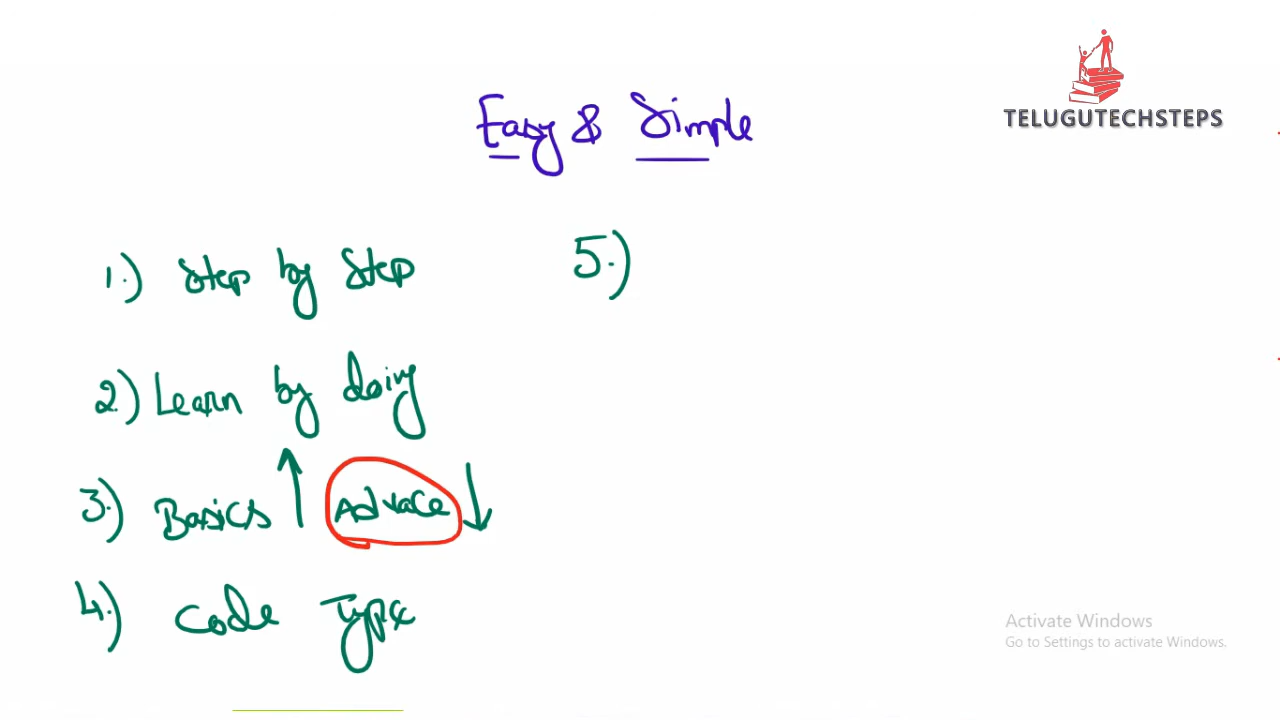 TELUGUTECHSTEPS
Easy & Simple
1.) Step by Step
2.) Learn by doing
3.) Basics ↑ Advace ↓
4.) Code Type
5.)
Activate Windows
Go to Settings to activate Windows.